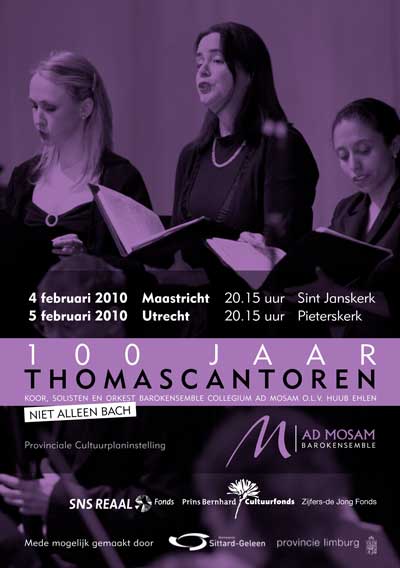 4 februari 2010 Maastricht 20.15 uur Sint Janskerk
5 februari 2010 Utrecht 20.15 uur Pieterskerk
100 JAAR
THOMASCANTOREN
KOOR, SOLISTEN EN ORKEST BAROKENSEMBLE COLLEGIUM AD MOSAM O.L.V. HUUB EHLEN
NIET ALLEEN BACH
Provinciale Cultuurplaninstelling
M AD MOSAM
BAROKENSEMBLE
SNS REAAL Fonds Prins Bernhard Cultuurfonds Zijfers-de Jong Fonds
Mede mogelijk gemaakt door Sittard-Geleen provincie limburg